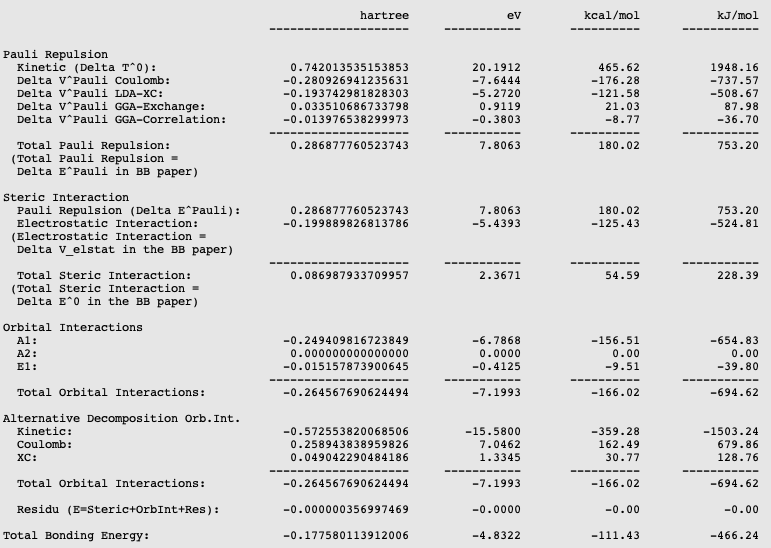 hartree eV kcal/mol kJ/mol
-------------------- ----------- ---------- -----------
Pauli Repulsion
Kinetic (Delta T^0): 0.742013535153853 20.1912 465.62 1948.16
Delta V^Pauli Coulomb: -0.280926941235631 -7.6444 -176.28 -737.57
Delta V^Pauli LDA-XC: -0.193742981828303 -5.2720 -121.58 -508.67
Delta V^Pauli GGA-Exchange: 0.033510686733798 0.9119 21.03 87.98
Delta V^Pauli GGA-Correlation: -0.013976538299973 -0.3803 -8.77 -36.70
-------------------- ----------- ---------- -----------
Total Pauli Repulsion: 0.286877760523743 7.8063 180.02 753.20
(Total Pauli Repulsion =
Delta E^Pauli in BB paper)
Steric Interaction
Pauli Repulsion (Delta E^Pauli): 0.286877760523743 7.8063 180.02 753.20
Electrostatic Interaction: -0.199889826813786 -5.4393 -125.43 -524.81
(Electrostatic Interaction =
Delta V_elstat in the BB paper)
-------------------- ----------- ---------- -----------
Total Steric Interaction: 0.086987933709957 2.3671 54.59 228.39
(Total Steric Interaction =
Delta E^0 in the BB paper)
Orbital Interactions
A1: -0.249409816723849 -6.7868 -156.51 -654.83
A2: 0.000000000000000 0.0000 0.00 0.00
E1: -0.015157873900645 -0.4125 -9.51 -39.80
-------------------- ----------- ---------- -----------
Total Orbital Interactions: -0.264567690624494 -7.1993 -166.02 -694.62
Alternative Decomposition Orb.Int.
Kinetic: -0.572553820068506 -15.5800 -359.28 -1503.24
Coulomb: 0.258943838959826 7.0462 162.49 679.86
XC: 0.049042290484186 1.3345 30.77 128.76
-------------------- ----------- ---------- -----------
Total Orbital Interactions: -0.264567690624494 -7.1993 -166.02 -694.62
Residu (E=Steric+OrbInt+Res): -0.000000356997469 -0.0000 -0.00 -0.00
Total Bonding Energy: -0.177580113912006 -4.8322 -111.43 -466.24